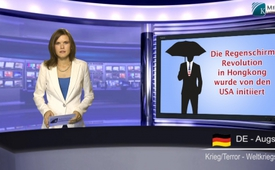 K M
Die Regenschirm-
Revolution
in Hongkong
wurde von den
USA initiiert
DE - Augs
Krieg/Terror - Weltkrieg